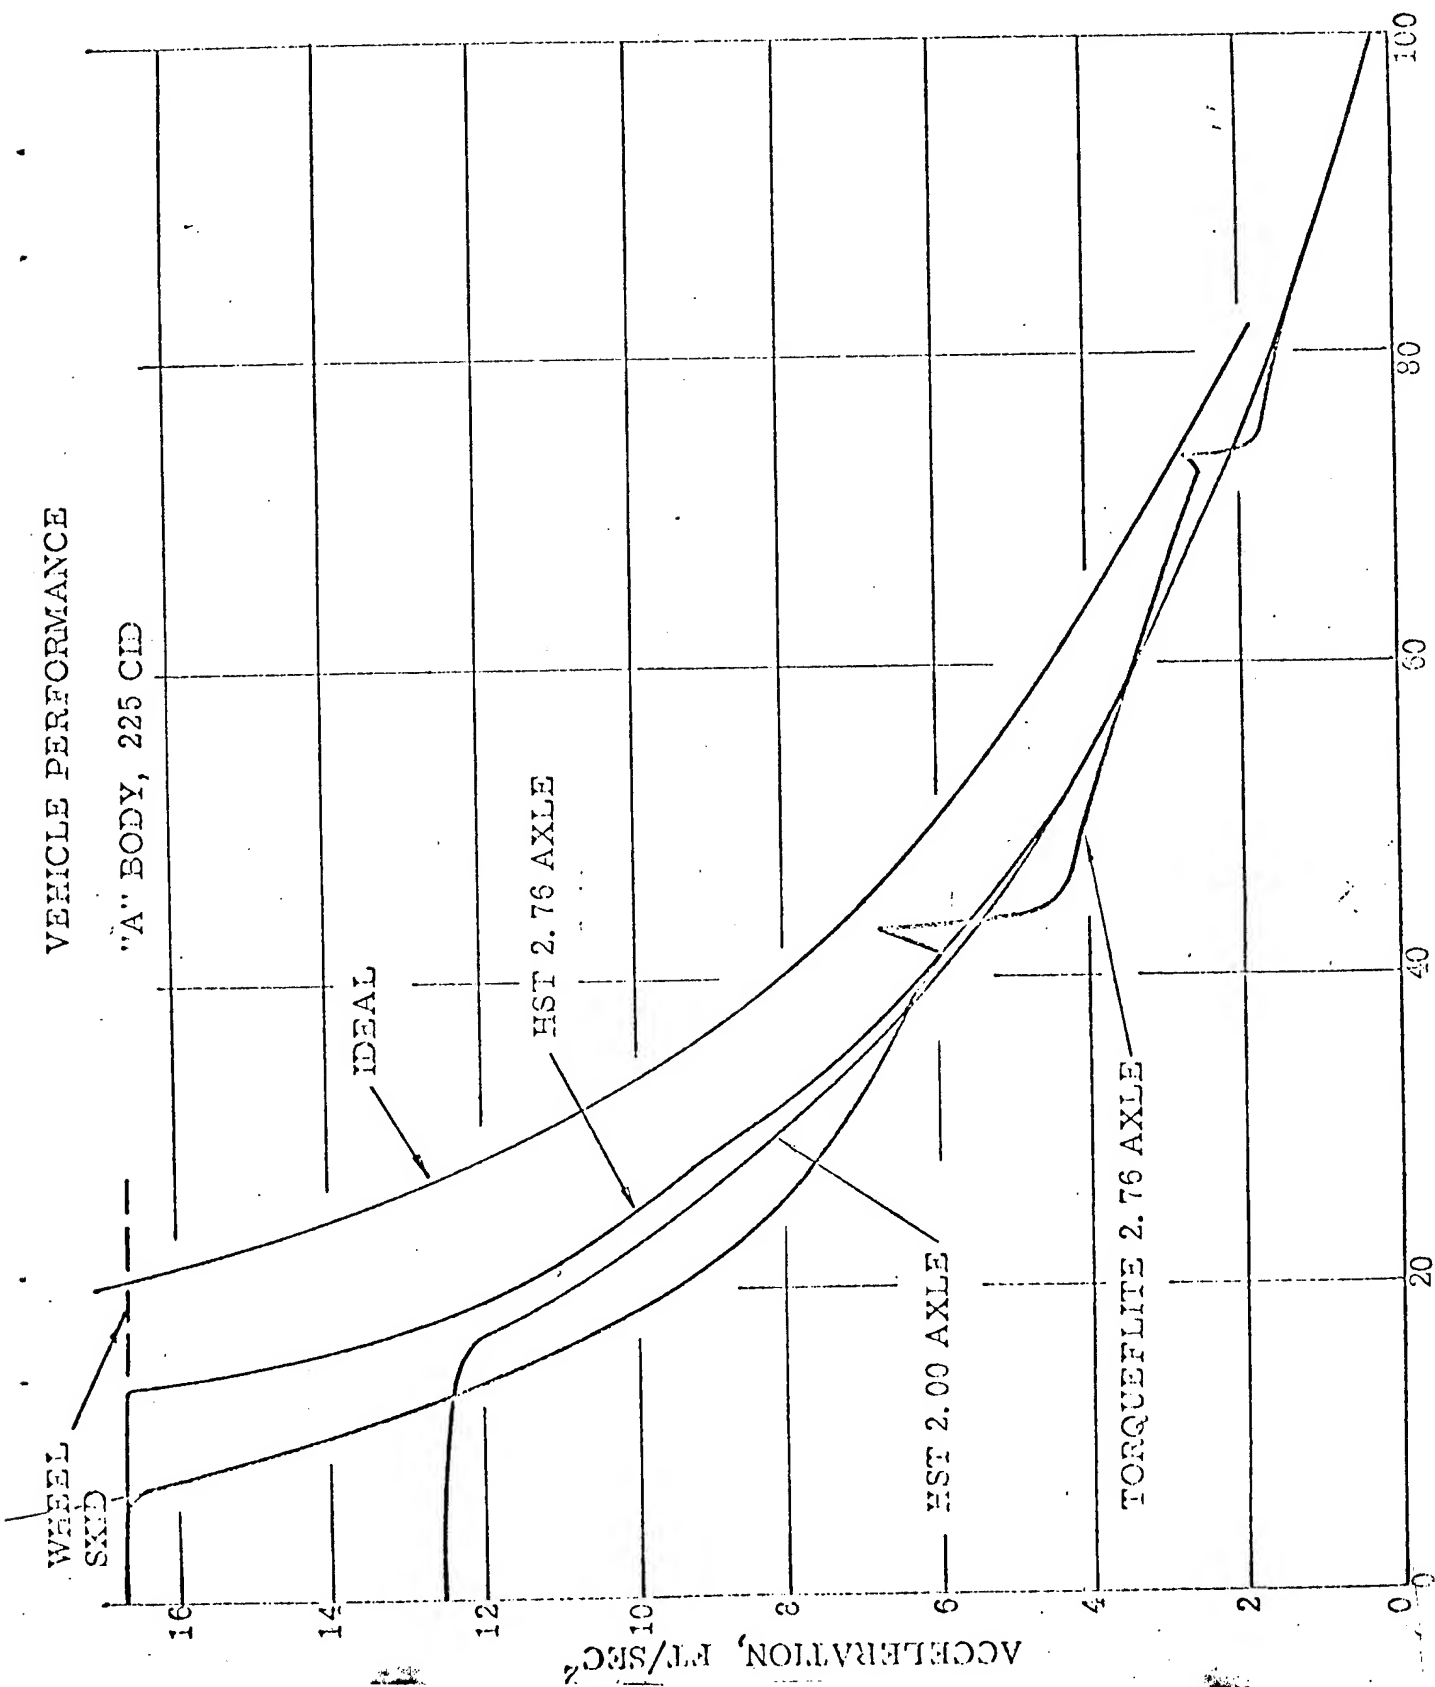 VEHICLE PERFORMANCE
"A" BODY, 225 CID
WHEEL
SKID
IDEAL
HST 2.76 AXLE
HST 2.00 AXLE
TORQUEFLITE 2.76 AXLE
ACCELERATION, FT/SEC²
16
14
12
10
8
6
4
2
0
0
20
40
60
80
100